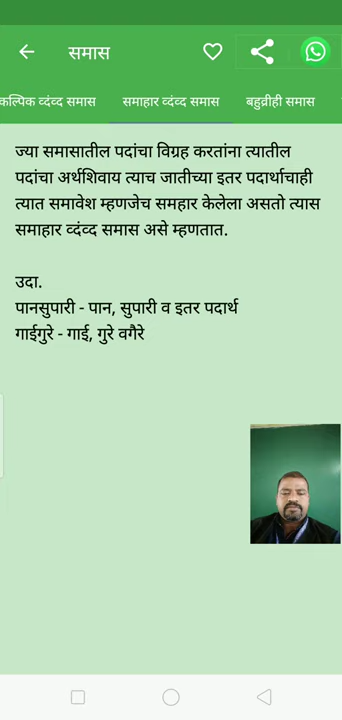 समास
कल्पिक व्दंव्द समास समाहार व्दंव्द समास बहुव्रीही समास
ज्या समासातील पदांचा विग्रह करतांना त्यातील
पदांचा अर्थशिवाय त्याच जातीच्या इतर पदार्थाचाही
त्यात समावेश म्हणजेच समहार केलेला असतो त्यास
समाहार व्दंव्द समास असे म्हणतात.
उदा.
पानसुपारी - पान, सुपारी व इतर पदार्थ
गाईगुरे - गाई, गुरे वगैरे